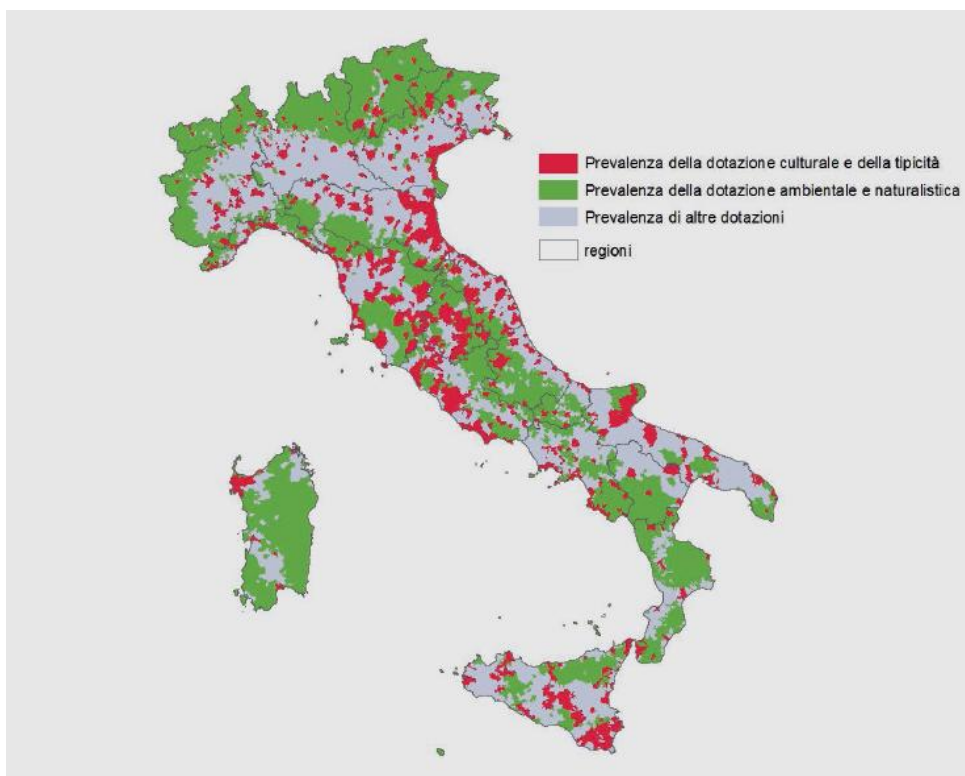 Prevalenza della dotazione culturale e della tipicità
Prevalenza della dotazione ambientale e naturalistica
Prevalenza di altre dotazioni
regioni